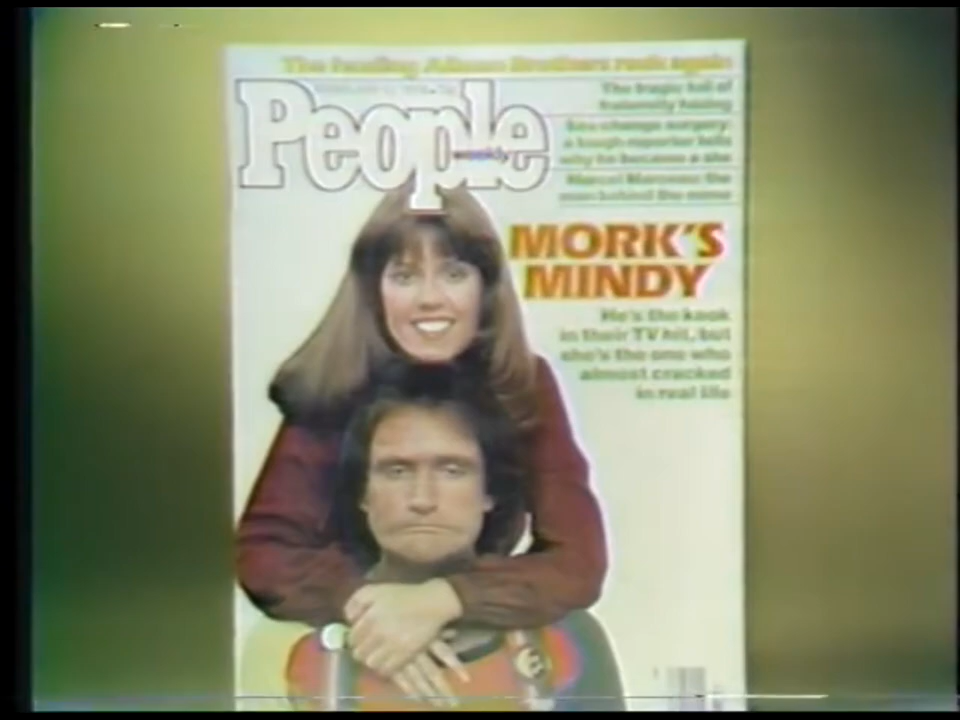 The feuding Allman Brothers rock again
People
weekly
The tragic toll of
fraternity hazing
Sex-change surgery:
a tough reporter tells
why he became a she
Marcel Marceau: the
man behind the mime
MORK'S
MINDY
He's the kook
in their TV hit, but
she's the one who
almost cracked
in real life